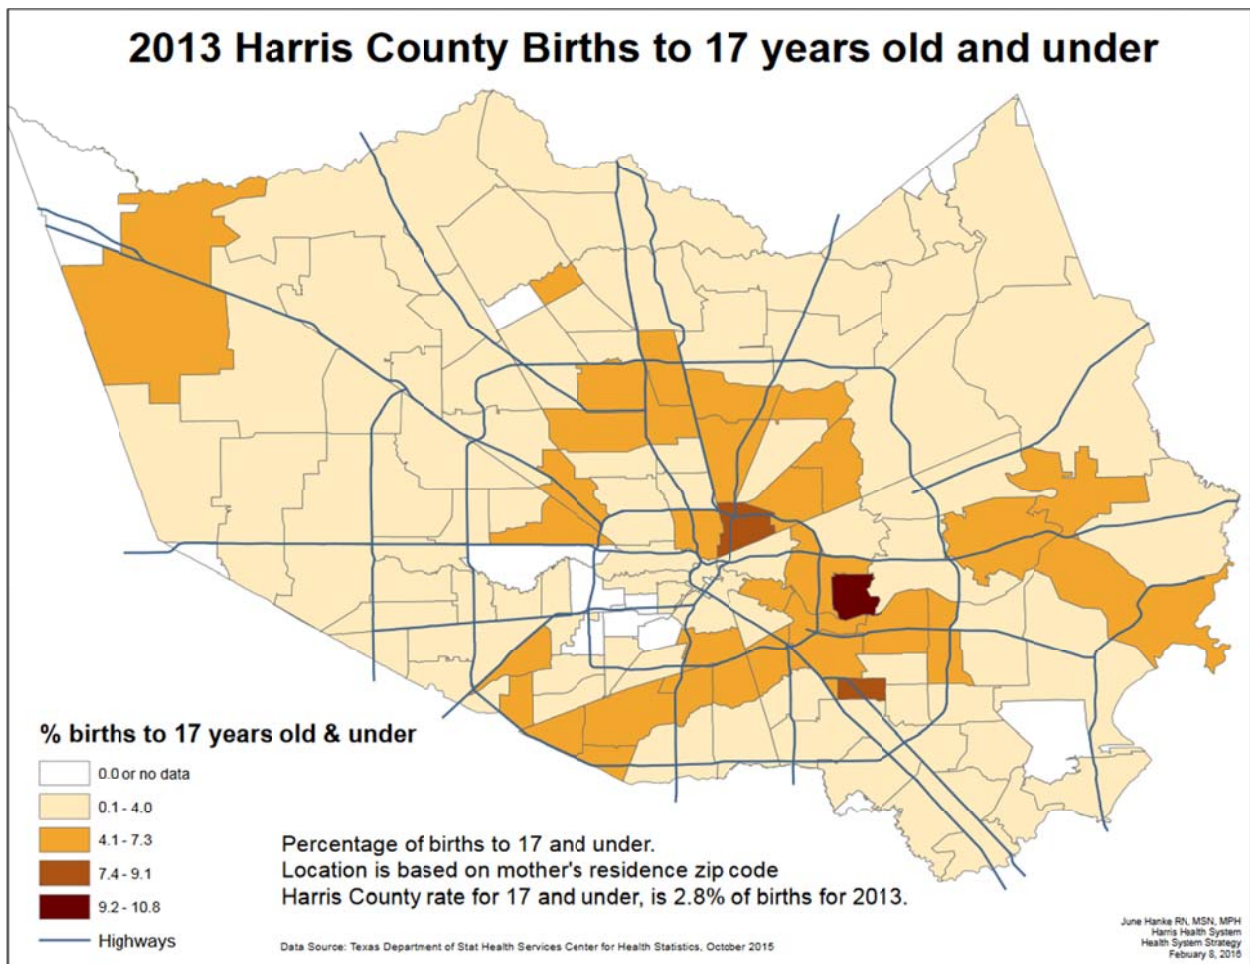 2013 Harris County Births to 17 years old and under
% births to 17 years old & under
0.0 or no data
0.1 - 4.0
4.1 - 7.3
7.4 - 9.1
9.2 - 10.8
Highways
Percentage of births to 17 and under.
Location is based on mother's residence zip code
Harris County rate for 17 and under, is 2.8% of births for 2013.
Data Source: Texas Department of Stat Health Services Center for Health Statistics, October 2015
June Hanke RN, MSN, MPH
Harris Health System
Health System Strategy
February 8, 2016